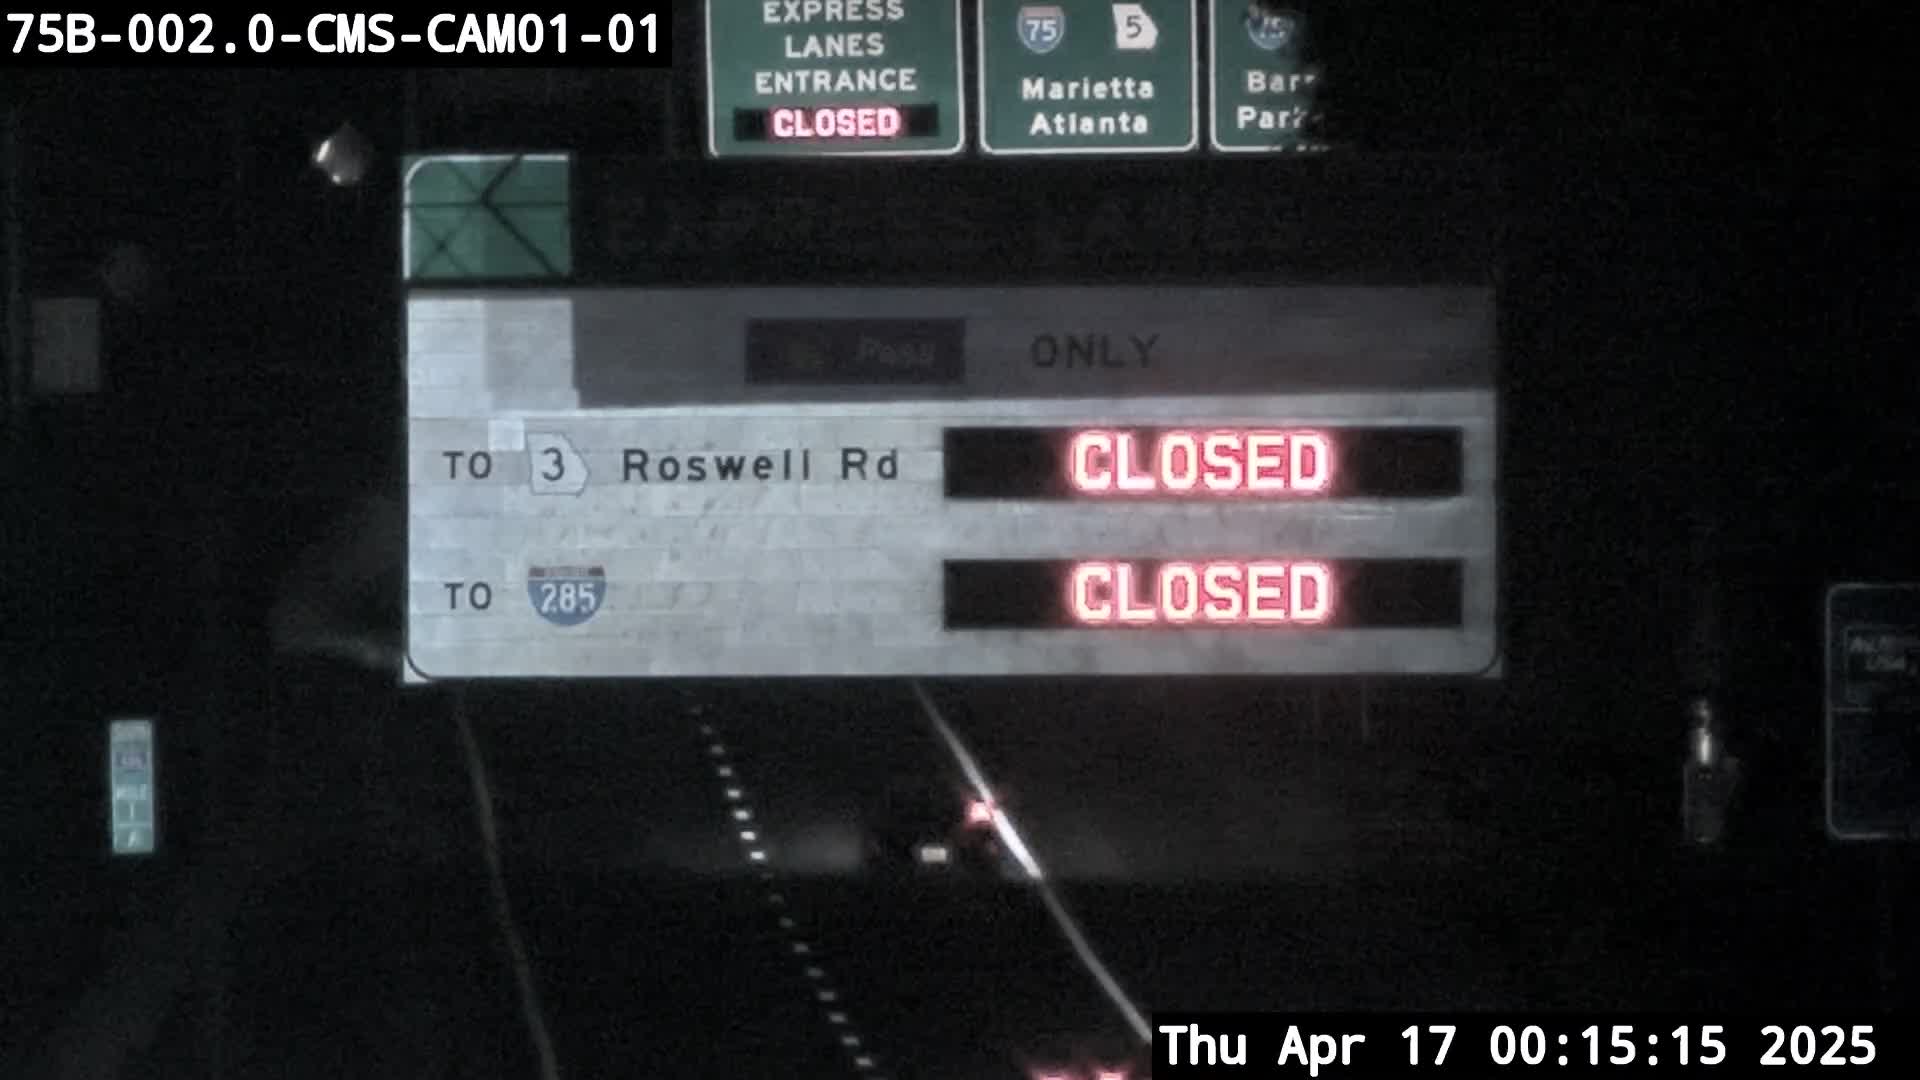 75B-002.0-CMS-CAM01-01
EXPRESS
LANES
ENTRANCE
CLOSED
75 5
Marietta
Atlanta
Pass ONLY
TO 3 Roswell Rd CLOSED
TO 285 CLOSED
Thu Apr 17 00:15:15 2025